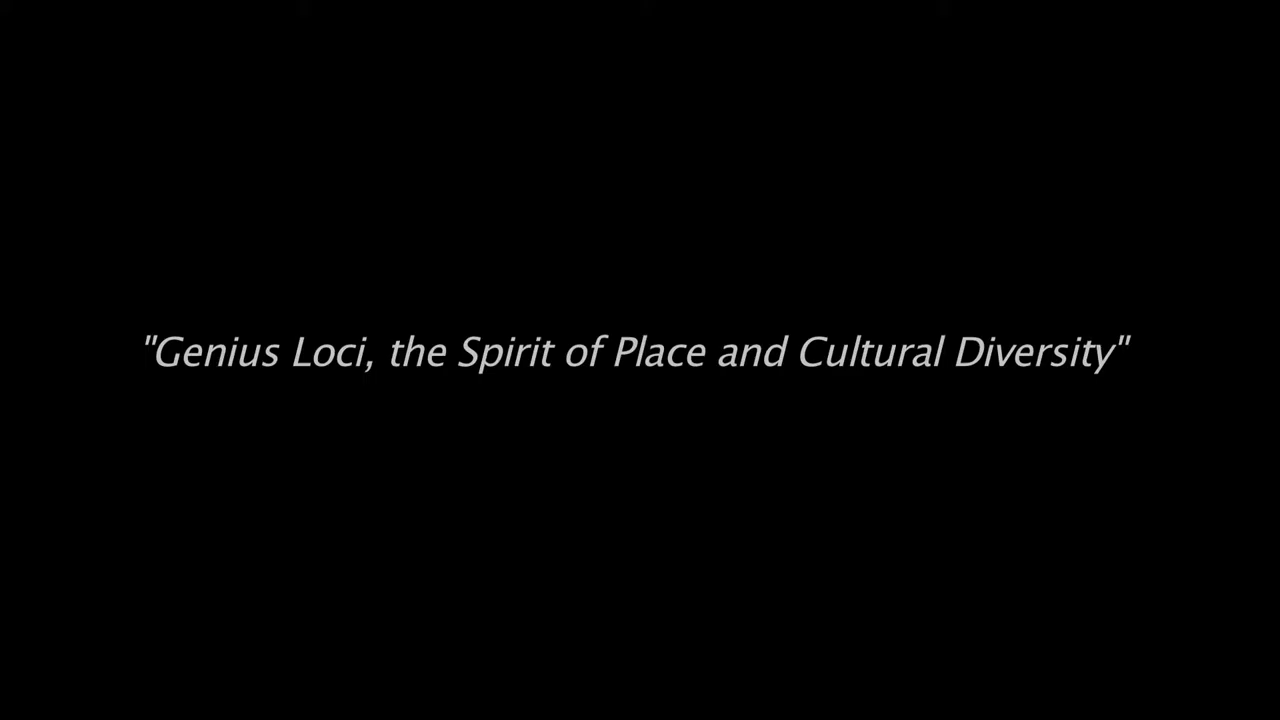 "Genius Loci, the Spirit of Place and Cultural Diversity"